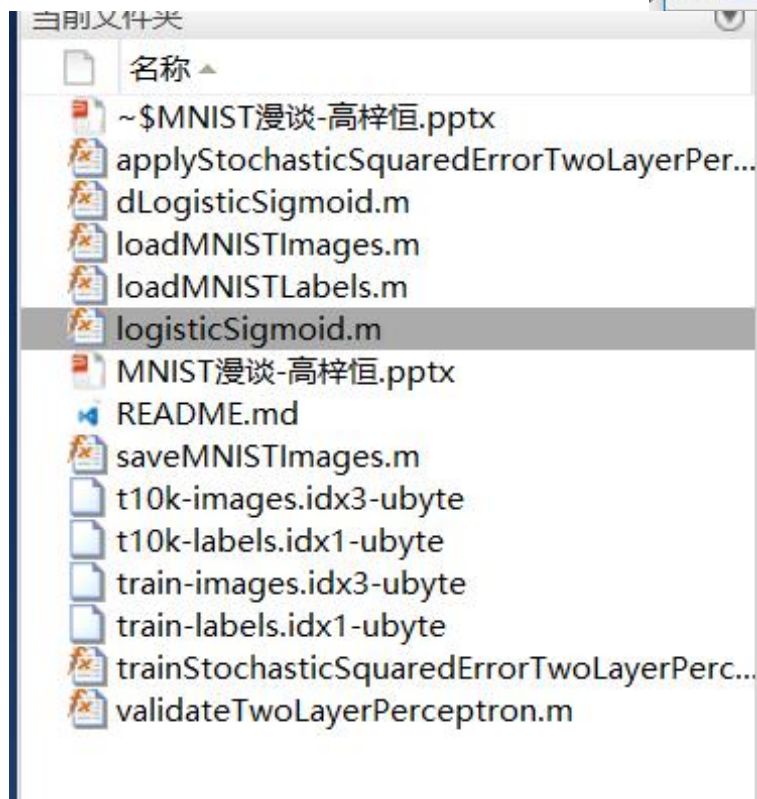 当前文件夹
名称
~$MNIST漫谈-高梓恒.pptx
applyStochasticSquaredErrorTwoLayerPer...
dLogisticSigmoid.m
loadMNISTImages.m
loadMNISTLabels.m
logisticSigmoid.m
MNIST漫谈-高梓恒.pptx
README.md
saveMNISTImages.m
t10k-images.idx3-ubyte
t10k-labels.idx1-ubyte
train-images.idx3-ubyte
train-labels.idx1-ubyte
trainStochasticSquaredErrorTwoLayerPerc...
validateTwoLayerPerceptron.m